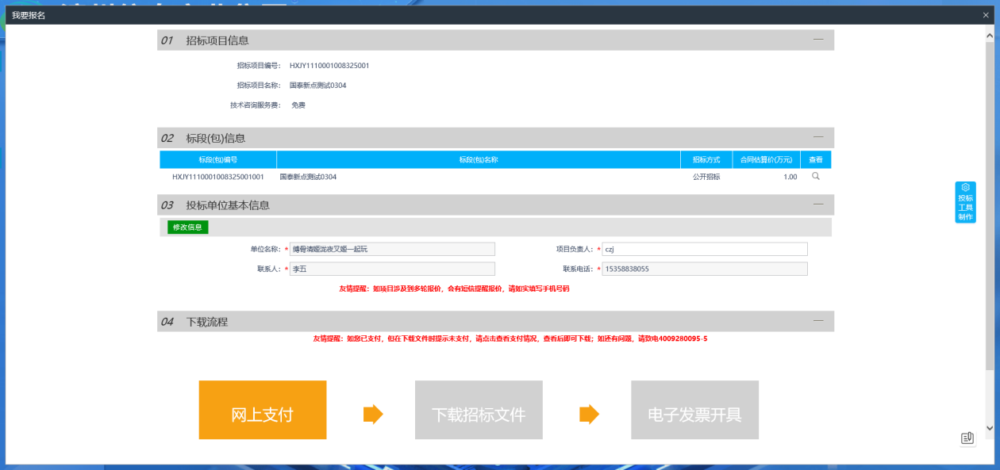 我要报名
01 招标项目信息
招标项目编号： HXJY1110001008325001
招标项目名称： 国泰新点测试0304
技术咨询服务费： 免费
02 标段(包)信息
标段(包)编号 标段(包)名称 招标方式 合同估算价(万元) 查看
HXJY1110001008325001001 国泰新点测试0304 公开招标 1.00
03 投标单位基本信息
修改信息
单位名称： * 缚骨清姬泷夜叉姬一起玩 项目负责人： * czj
联系人： * 李五 联系电话： * 15358838055
友情提醒：如项目涉及到多轮报价，会有短信提醒报价，请如实填写手机号码
04 下载流程
友情提醒：如您已支付，但在下载文件时提示未支付，请点击查看支付情况，查看后即可下载；如还有问题，请致电4009280095-5
网上支付 下载招标文件 电子发票开具
投标
工具
制作